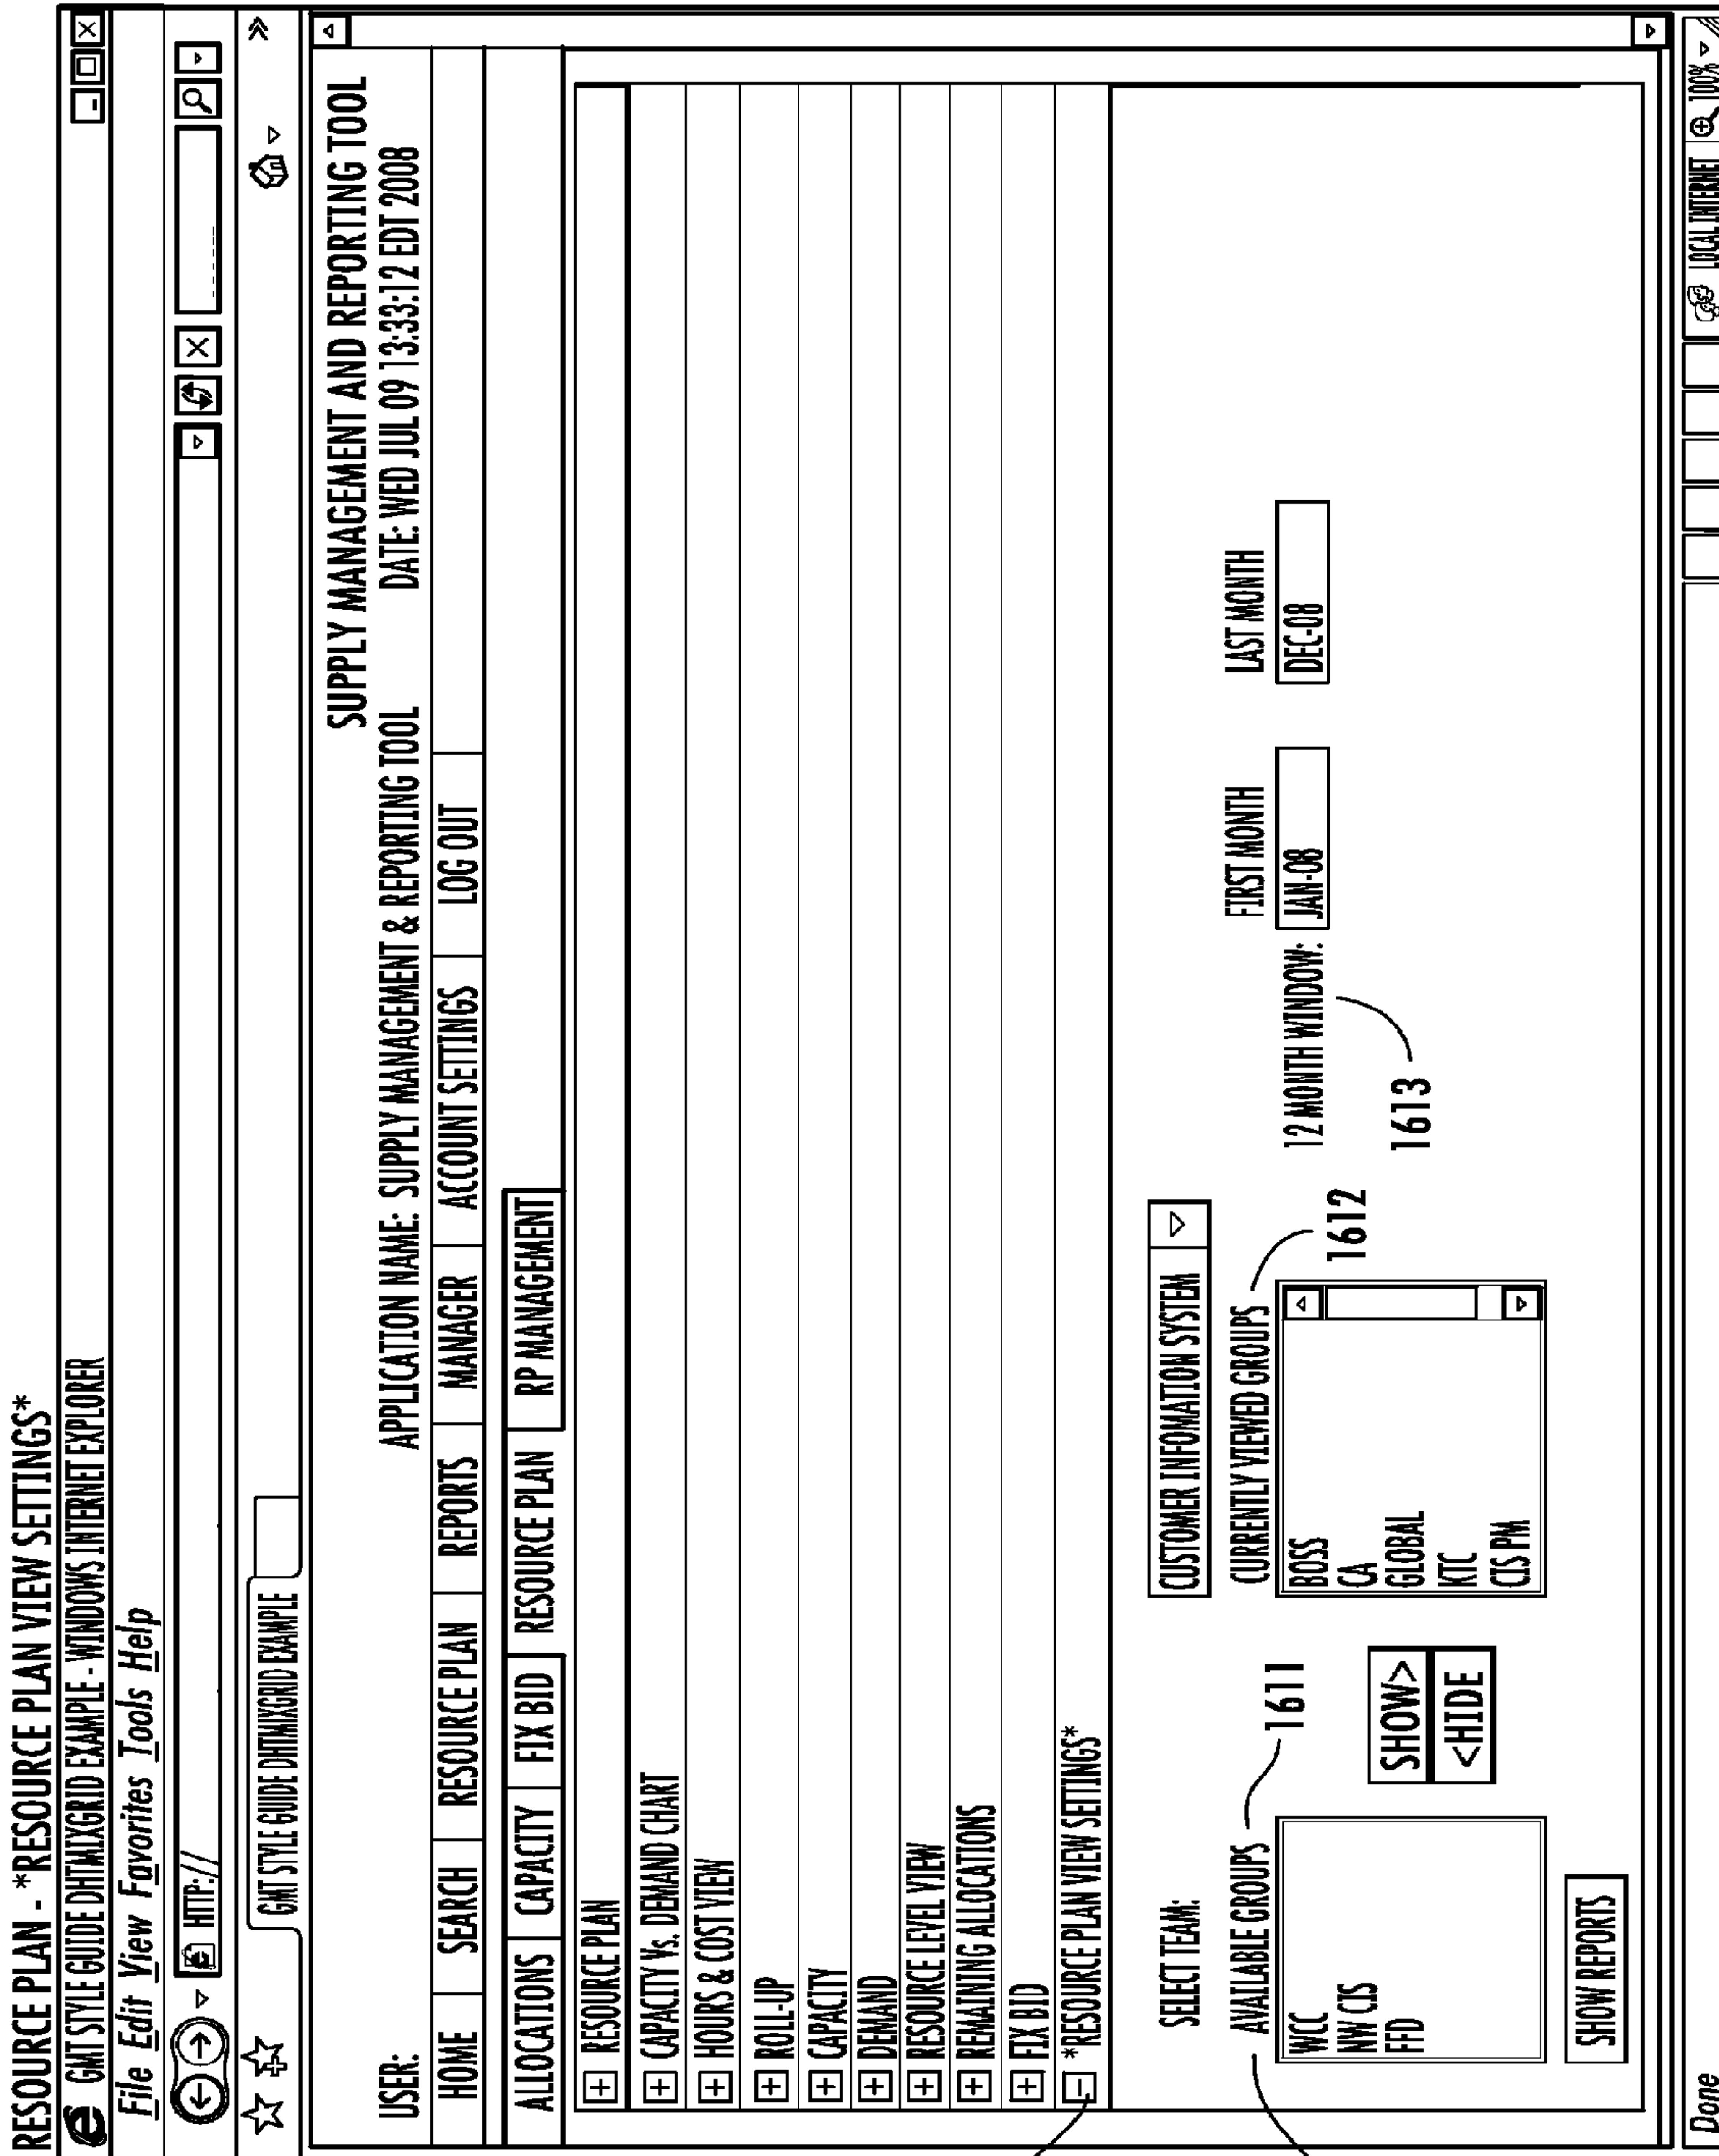 RESOURCE PLAN - *RESOURCE PLAN VIEW SETTINGS*
GMT STYLE GUIDE DHTMIXGRID EXAMPLE - WINDOWS INTERNET EXPLORER
File Edit View Favorites Tools Help
HTTP://
GMT STYLE GUIDE DHTMIXGRID EXAMPLE
SUPPLY MANAGEMENT AND REPORTING TOOL
USER: APPLICATION NAME: SUPPLY MANAGEMENT & REPORTING TOOL DATE: WED JUL 09 13:33:12 EDT 2008
HOME SEARCH RESOURCE PLAN REPORTS MANAGER ACCOUNT SETTINGS LOG OUT
ALLOCATIONS CAPACITY FIX BID RESOURCE PLAN RP MANAGEMENT
+ RESOURCE PLAN
+ CAPACITY Vs. DEMAND CHART
+ HOURS & COST VIEW
+ ROLL-UP
+ CAPACITY
+ DEMAND
+ RESOURCE LEVEL VIEW
+ REMAINING ALLOCATIONS
+ FIX BID
- *RESOURCE PLAN VIEW SETTINGS*
SELECT TEAM: CUSTOMER INFOMATION SYSTEM
AVAILABLE GROUPS 1611 CURRENTLY VIEWED GROUPS 1612 FIRST MONTH LAST MONTH
12 MONTH WINDOW: JAN-08 DEC-08
1613
WCC
NW CIS
FFD
SHOW>
<HIDE
BOSS
CA
GLOBAL
KTC
CIS PM
SHOW REPORTS
Done LOCAL INTERNET 100%